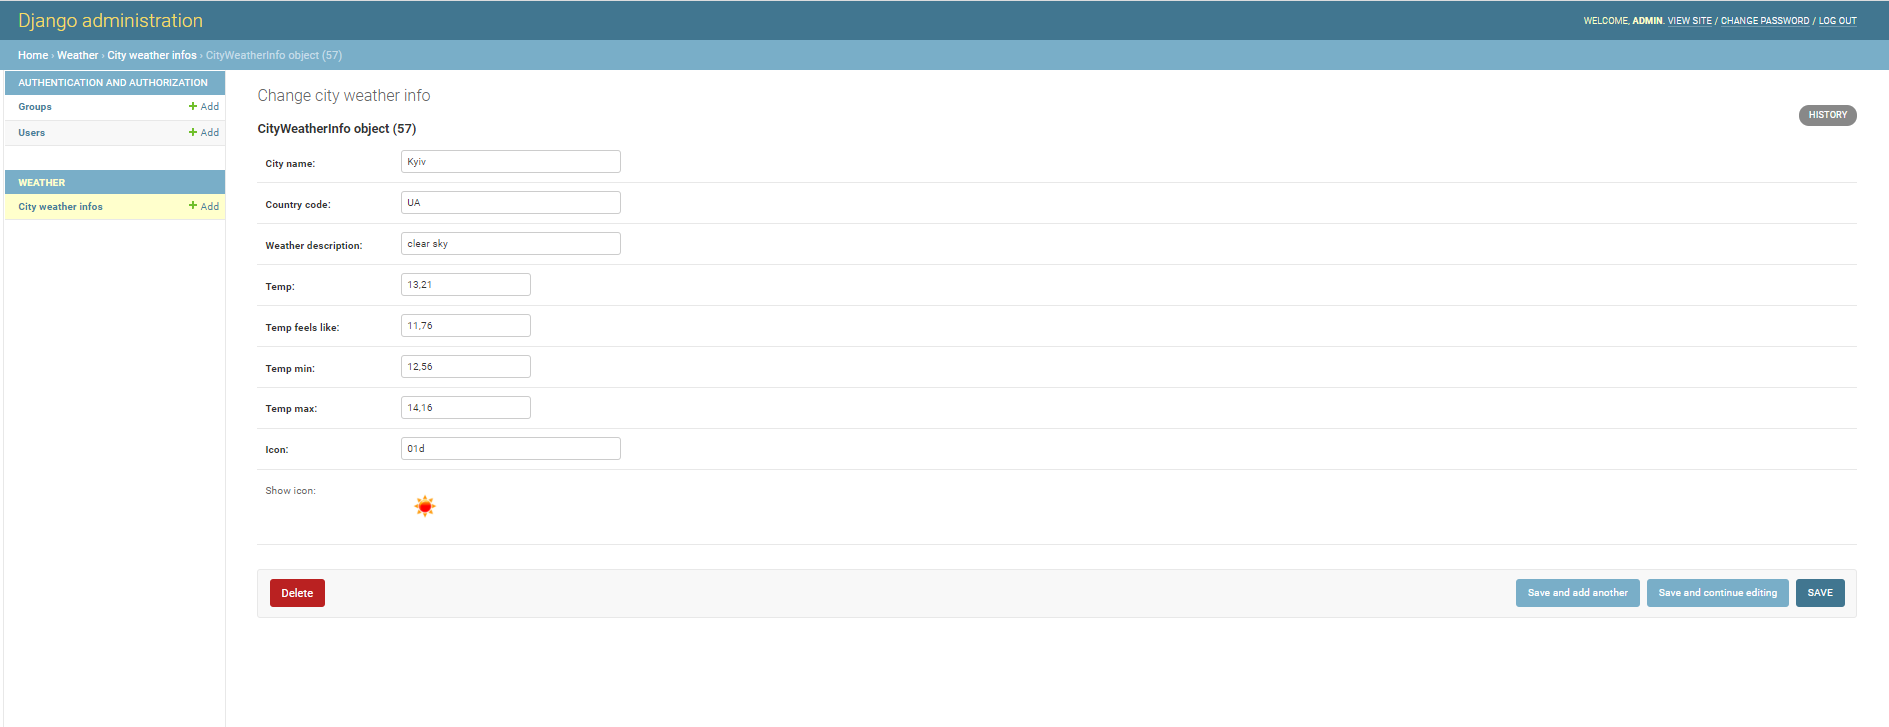 Django administration
WELCOME, ADMIN. VIEW SITE / CHANGE PASSWORD / LOG OUT
Home › Weather › City weather infos › CityWeatherInfo object (57)
AUTHENTICATION AND AUTHORIZATION
Groups + Add
Users + Add
WEATHER
City weather infos + Add
Change city weather info
HISTORY
CityWeatherInfo object (57)
City name: Kyiv
Country code: UA
Weather description: clear sky
Temp: 13,21
Temp feels like: 11,76
Temp min: 12,56
Temp max: 14,16
Icon: 01d
Show icon:
Delete Save and add another Save and continue editing SAVE